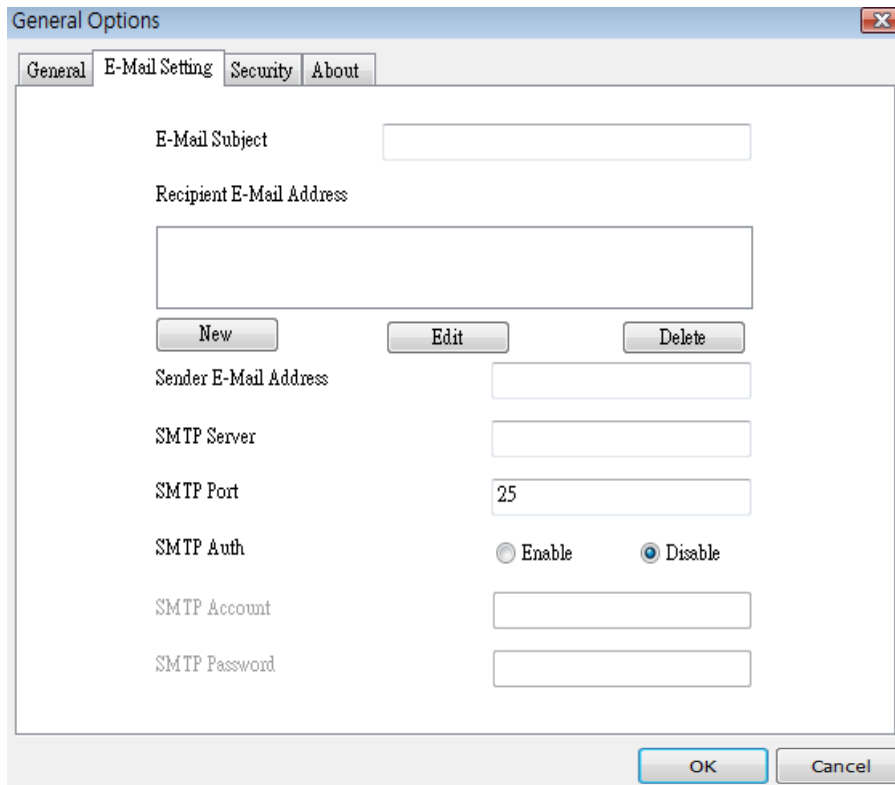 General Options
General E-Mail Setting Security About
E-Mail Subject
Recipient E-Mail Address
New Edit Delete
Sender E-Mail Address
SMTP Server
SMTP Port 25
SMTP Auth Enable Disable
SMTP Account
SMTP Password
OK Cancel